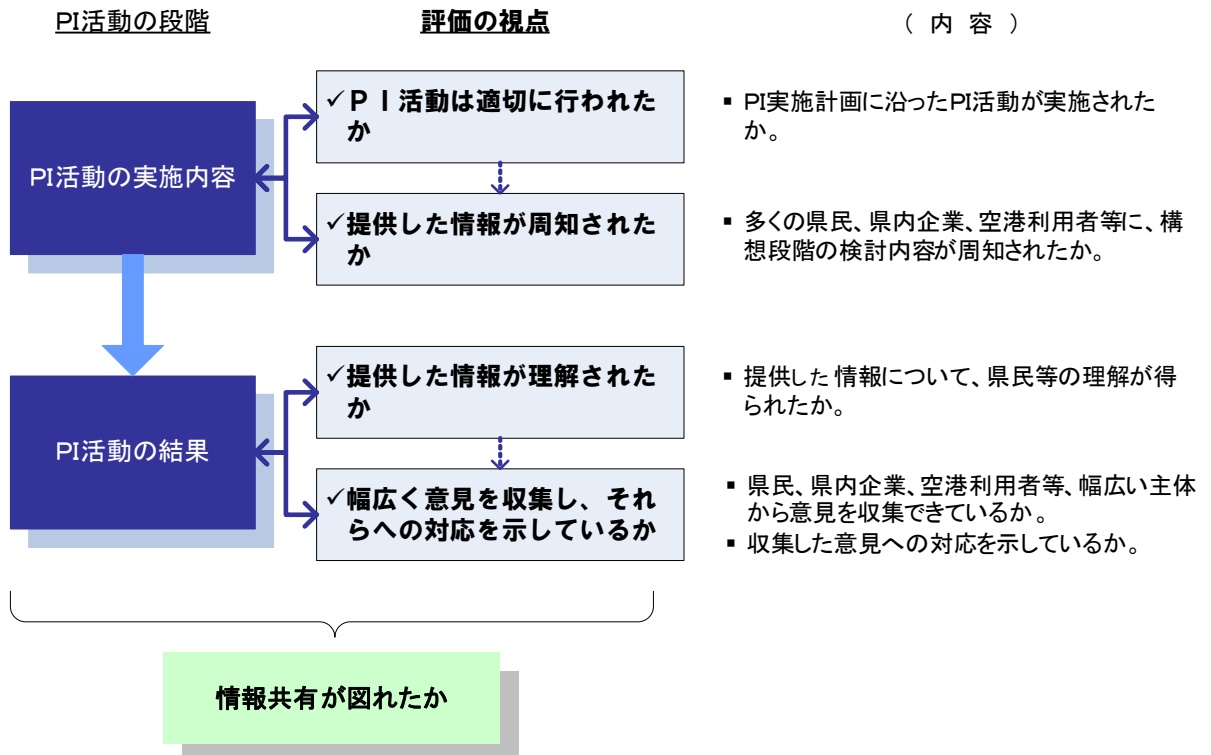 PI活動の段階
評価の視点
( 内 容 )
PI活動の実施内容
✓ＰＩ活動は適切に行われた
か
▪ PI実施計画に沿ったPI活動が実施された
か。
✓提供した情報が周知された
か
▪ 多くの県民、県内企業、空港利用者等に、構
想段階の検討内容が周知されたか。
PI活動の結果
✓提供した情報が理解された
か
▪ 提供した情報について、県民等の理解が得
られたか。
✓幅広く意見を収集し、それ
らへの対応を示しているか
▪ 県民、県内企業、空港利用者等、幅広い主体
から意見を収集できているか。
▪ 収集した意見への対応を示しているか。
情報共有が図れたか